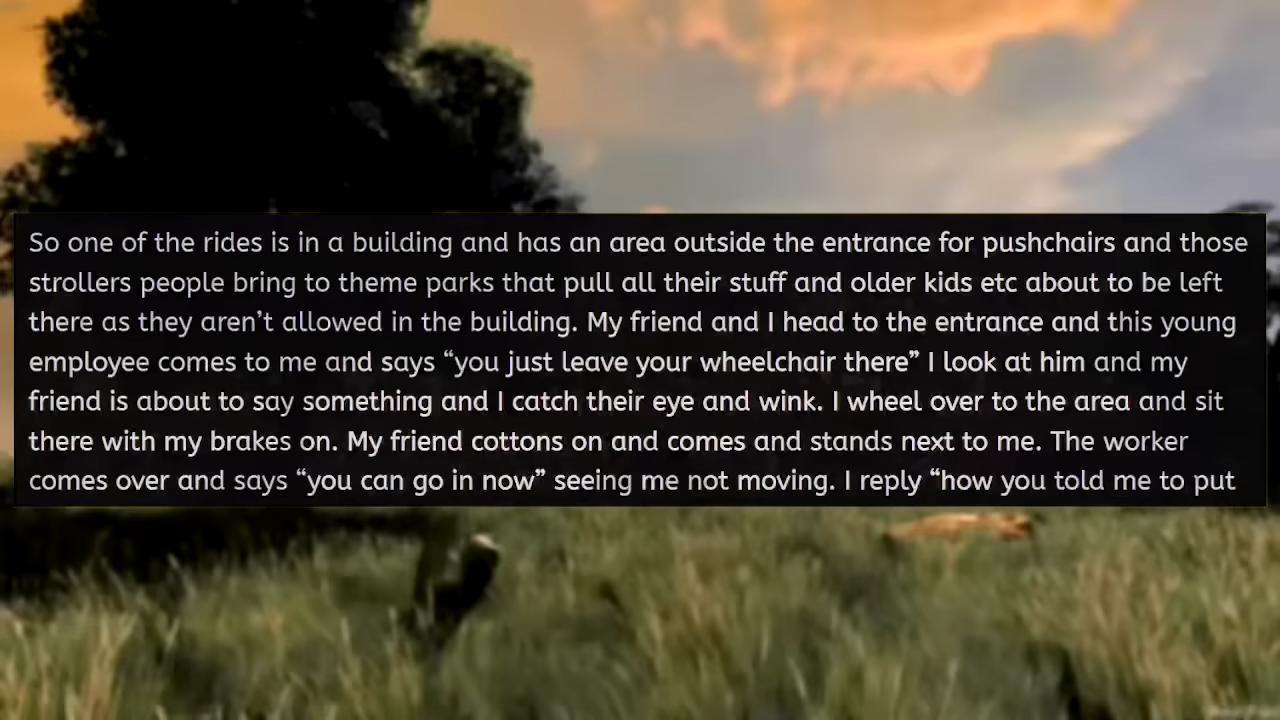 So one of the rides is in a building and has an area outside the entrance for pushchairs and those
strollers people bring to theme parks that pull all their stuff and older kids etc about to be left
there as they aren’t allowed in the building. My friend and I head to the entrance and this young
employee comes to me and says “you just leave your wheelchair there” I look at him and my
friend is about to say something and I catch their eye and wink. I wheel over to the area and sit
there with my brakes on. My friend cottons on and comes and stands next to me. The worker
comes over and says “you can go in now” seeing me not moving. I reply “how you told me to put